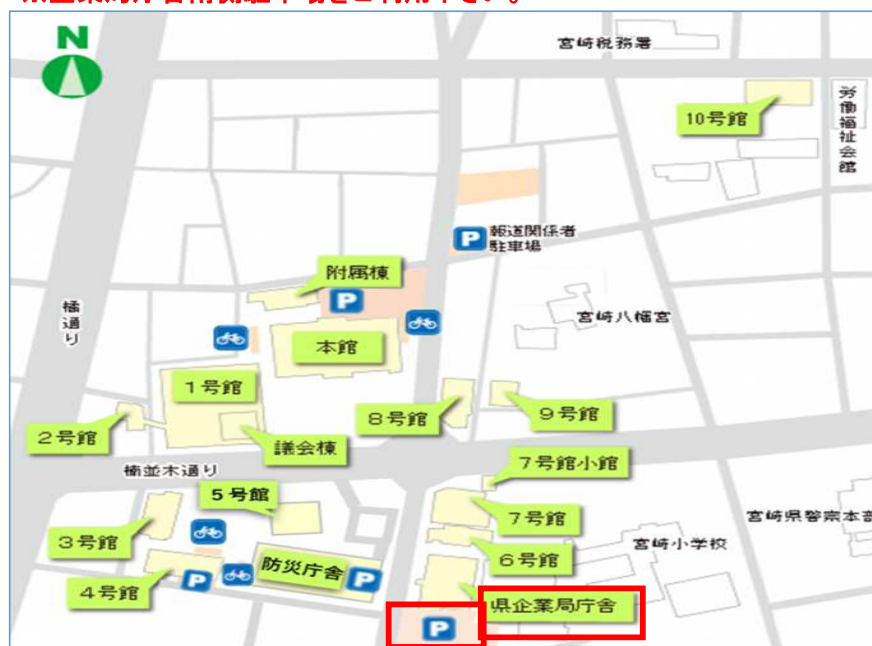 N
宮崎税務署
10号館
労働福祉会館
P
報道関係者
駐車場
附属棟
P
橘通り
宮崎八幡宮
本館
1号館
8号館
9号館
2号館
議会棟
楠並木通り
7号館小館
5号館
7号館
宮崎県警察本部
3号館
宮崎小学校
6号館
防災庁舎
P
4号館
P
県企業局庁舎
P